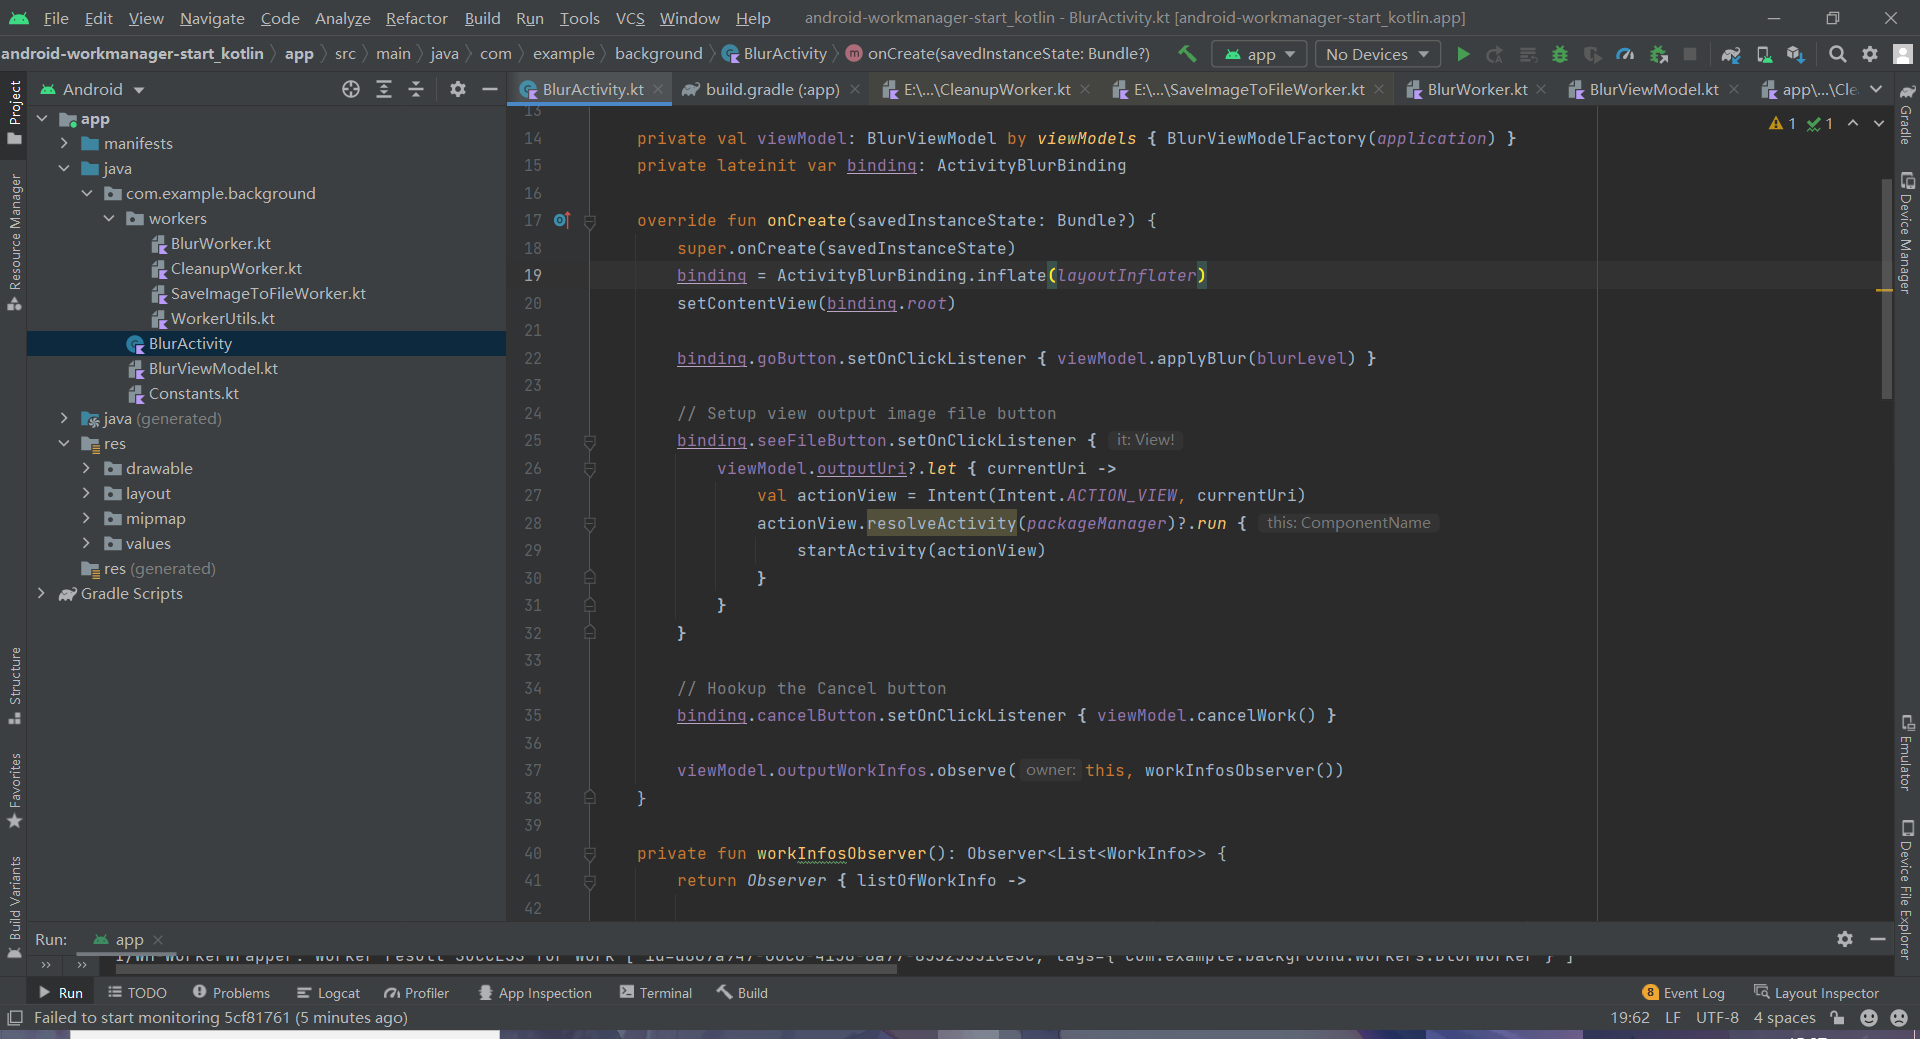 File Edit View Navigate Code Analyze Refactor Build Run Tools VCS Window Help android-workmanager-start_kotlin - BlurActivity.kt [android-workmanager-start_kotlin.app]
android-workmanager-start_kotlin app src main java com example background BlurActivity onCreate(savedInstanceState: Bundle?) app No Devices
Project
Resource Manager
Structure
Favorites
Build Variants
Android
app
manifests
java
com.example.background
workers
BlurWorker.kt
CleanupWorker.kt
SaveImageToFileWorker.kt
WorkerUtils.kt
BlurActivity
BlurViewModel.kt
Constants.kt
java (generated)
res
drawable
layout
mipmap
values
res (generated)
Gradle Scripts
BlurActivity.kt build.gradle (:app) E:\...\CleanupWorker.kt E:\...\SaveImageToFileWorker.kt BlurWorker.kt BlurViewModel.kt app\...\Cle
1 1
13
14 private val viewModel: BlurViewModel by viewModels { BlurViewModelFactory(application) }
15 private lateinit var binding: ActivityBlurBinding
16
17 override fun onCreate(savedInstanceState: Bundle?) {
18 super.onCreate(savedInstanceState)
19 binding = ActivityBlurBinding.inflate(layoutInflater)
20 setContentView(binding.root)
21
22 binding.goButton.setOnClickListener { viewModel.applyBlur(blurLevel) }
23
24 // Setup view output image file button
25 binding.seeFileButton.setOnClickListener { it: View!
26 viewModel.outputUri?.let { currentUri ->
27 val actionView = Intent(Intent.ACTION_VIEW, currentUri)
28 actionView.resolveActivity(packageManager)?.run { this: ComponentName
29 startActivity(actionView)
30 }
31 }
32 }
33
34 // Hookup the Cancel button
35 binding.cancelButton.setOnClickListener { viewModel.cancelWork() }
36
37 viewModel.outputWorkInfos.observe( owner: this, workInfosObserver())
38 }
39
40 private fun workInfosObserver(): Observer<List<WorkInfo>> {
41 return Observer { listOfWorkInfo ->
42
Gradle
Device Manager
Emulator
Device File Explorer
Run: app
Run TODO Problems Logcat Profiler App Inspection Terminal Build 8 Event Log Layout Inspector
Failed to start monitoring 5cf81761 (5 minutes ago) 19:62 LF UTF-8 4 spaces